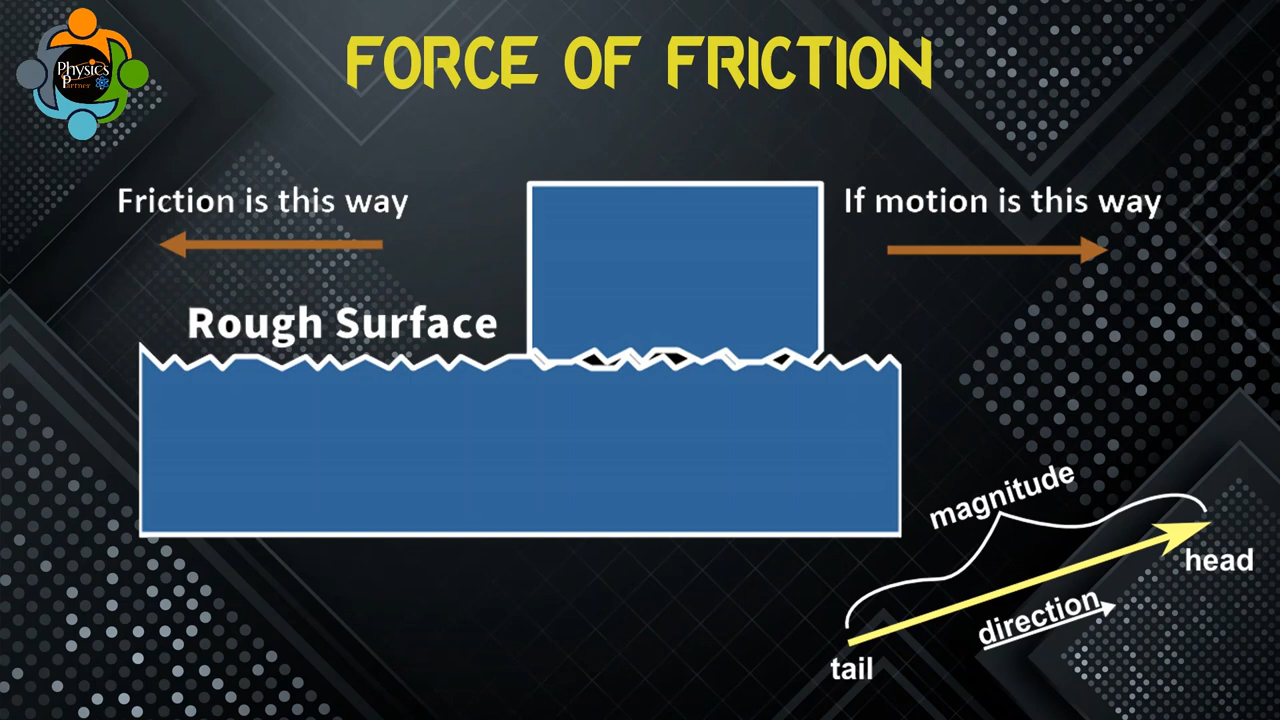 Physics
Partner
FORCE OF FRICTION
Friction is this way
If motion is this way
Rough Surface
magnitude
head
direction
tail